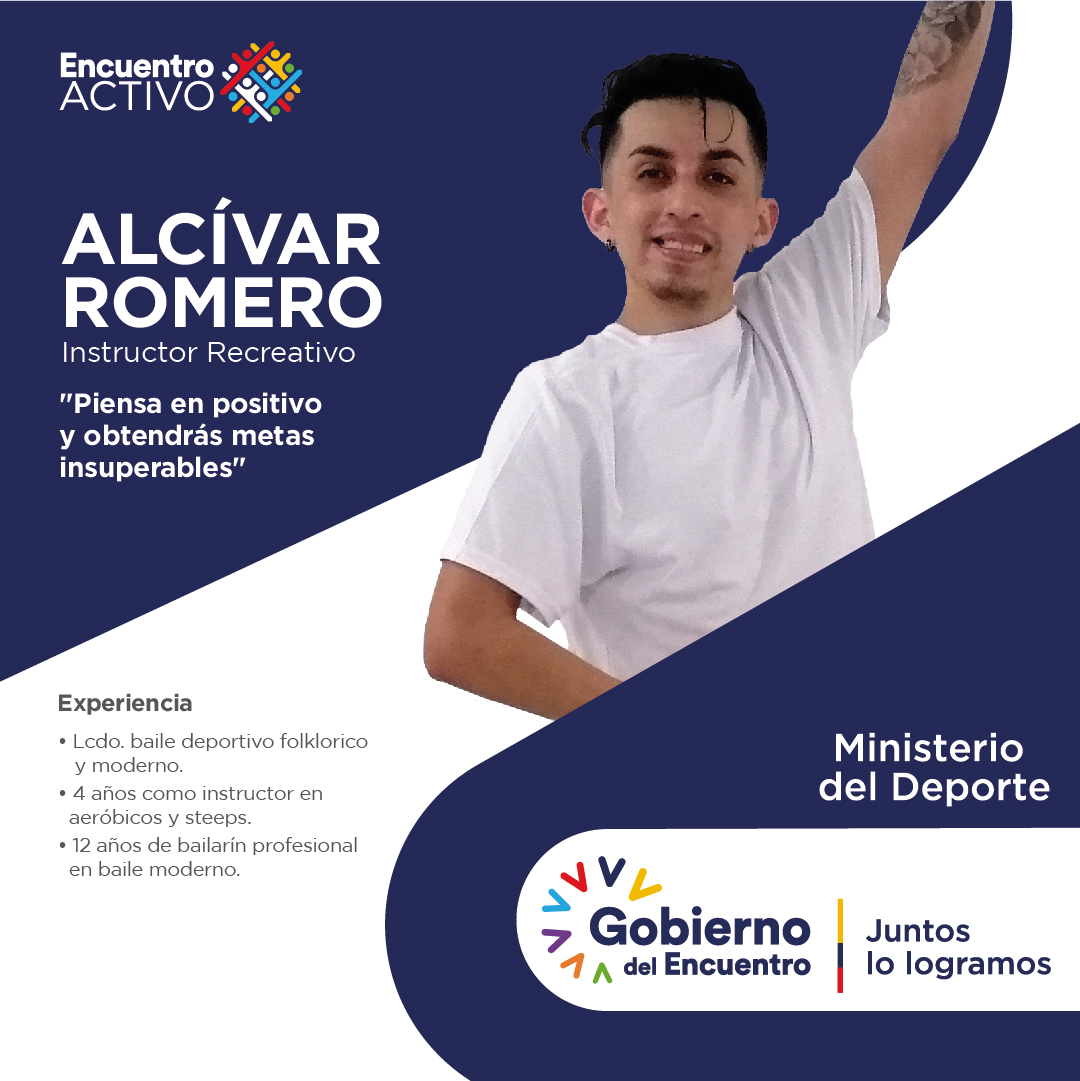 Encuentro
ACTIVO
ALCÍVAR
ROMERO
Instructor Recreativo
"Piensa en positivo
y obtendrás metas
insuperables"
Experiencia
• Lcdo. baile deportivo folklorico
y moderno.
• 4 años como instructor en
aeróbicos y steeps.
• 12 años de bailarín profesional
en baile moderno.
Ministerio
del Deporte
Gobierno
del Encuentro
Juntos
lo logramos